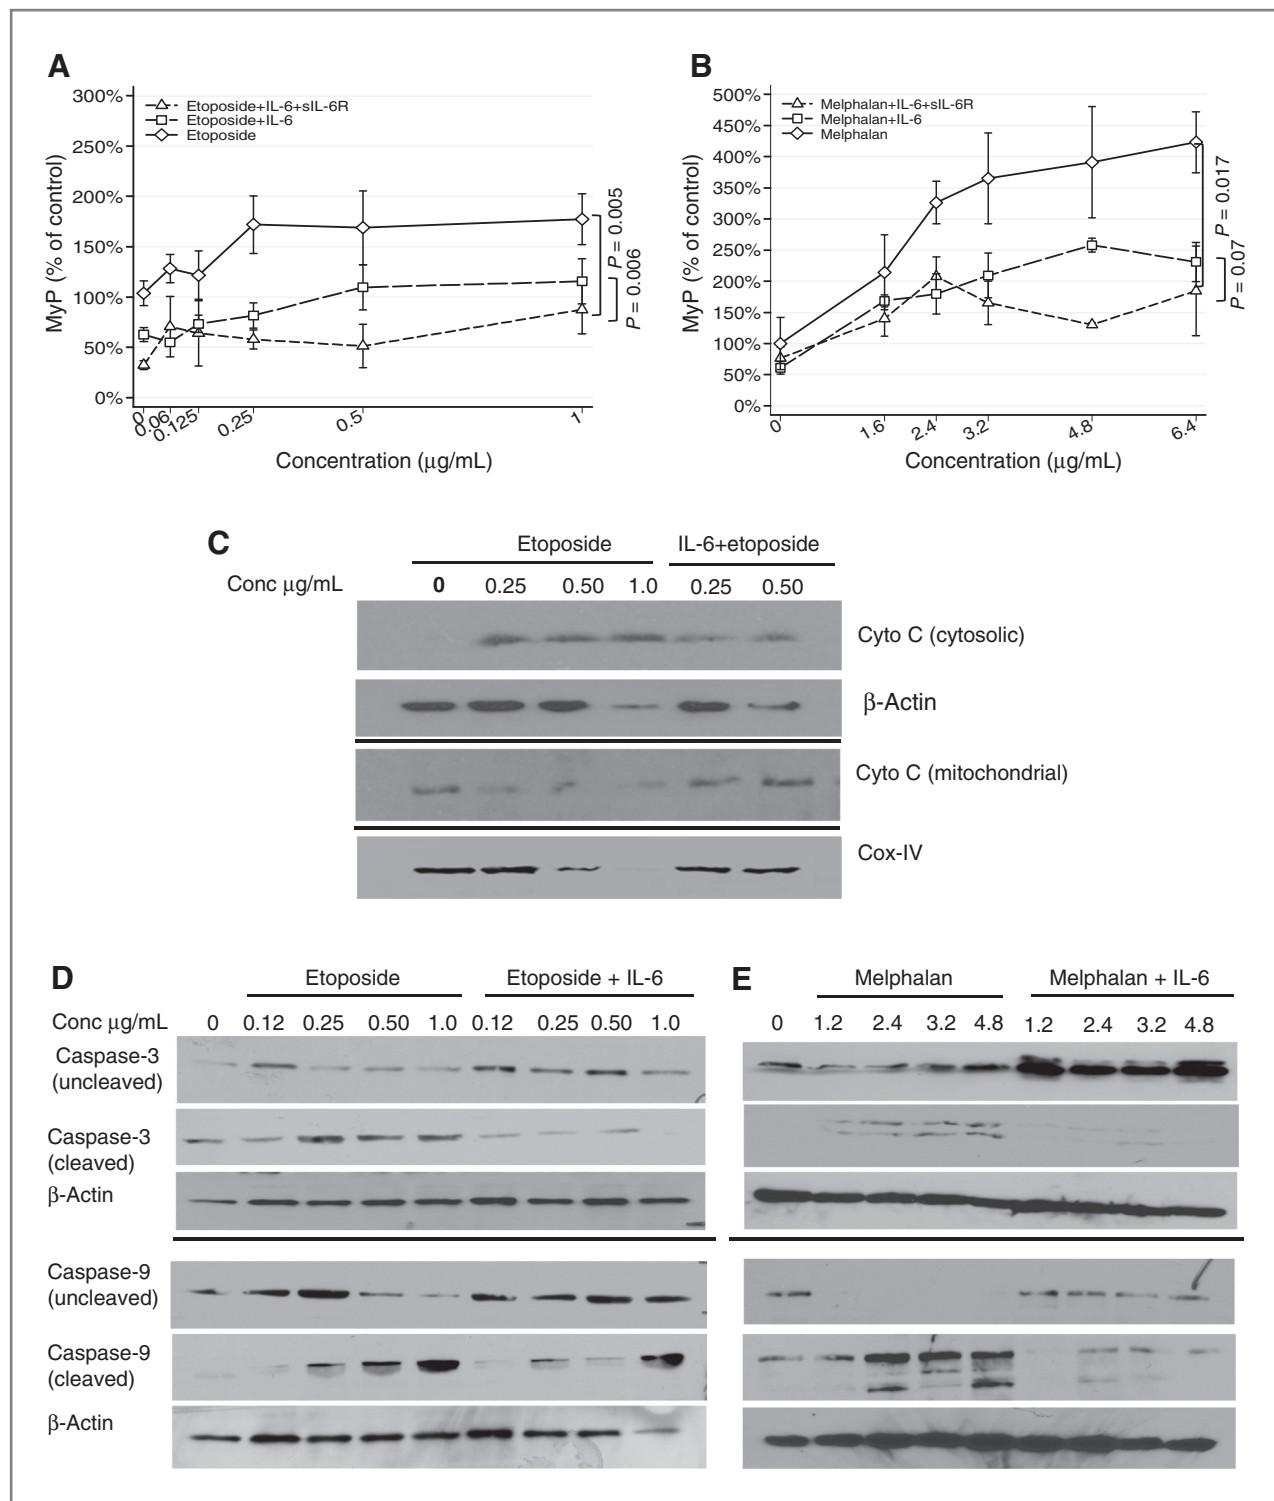 A
300%
250%
200%
150%
100%
50%
0%
MyP (% of control)
Etoposide+IL-6+sIL-6R
Etoposide+IL-6
Etoposide
P = 0.005
P = 0.006
0 0.06 0.125 0.25 0.5 1
Concentration (μg/mL)
B
500%
450%
400%
350%
300%
250%
200%
150%
100%
50%
0%
MyP (% of control)
Melphalan+IL-6+sIL-6R
Melphalan+IL-6
Melphalan
P = 0.017
P = 0.07
0 1.6 2.4 3.2 4.8 6.4
Concentration (μg/mL)
C
Etoposide IL-6+etoposide
Conc μg/mL 0 0.25 0.50 1.0 0.25 0.50
Cyto C (cytosolic)
β-Actin
Cyto C (mitochondrial)
Cox-IV
D
Etoposide Etoposide + IL-6
Conc μg/mL 0 0.12 0.25 0.50 1.0 0.12 0.25 0.50 1.0
Caspase-3
(uncleaved)
Caspase-3
(cleaved)
β-Actin
Caspase-9
(uncleaved)
Caspase-9
(cleaved)
β-Actin
E
Melphalan Melphalan + IL-6
0 1.2 2.4 3.2 4.8 1.2 2.4 3.2 4.8